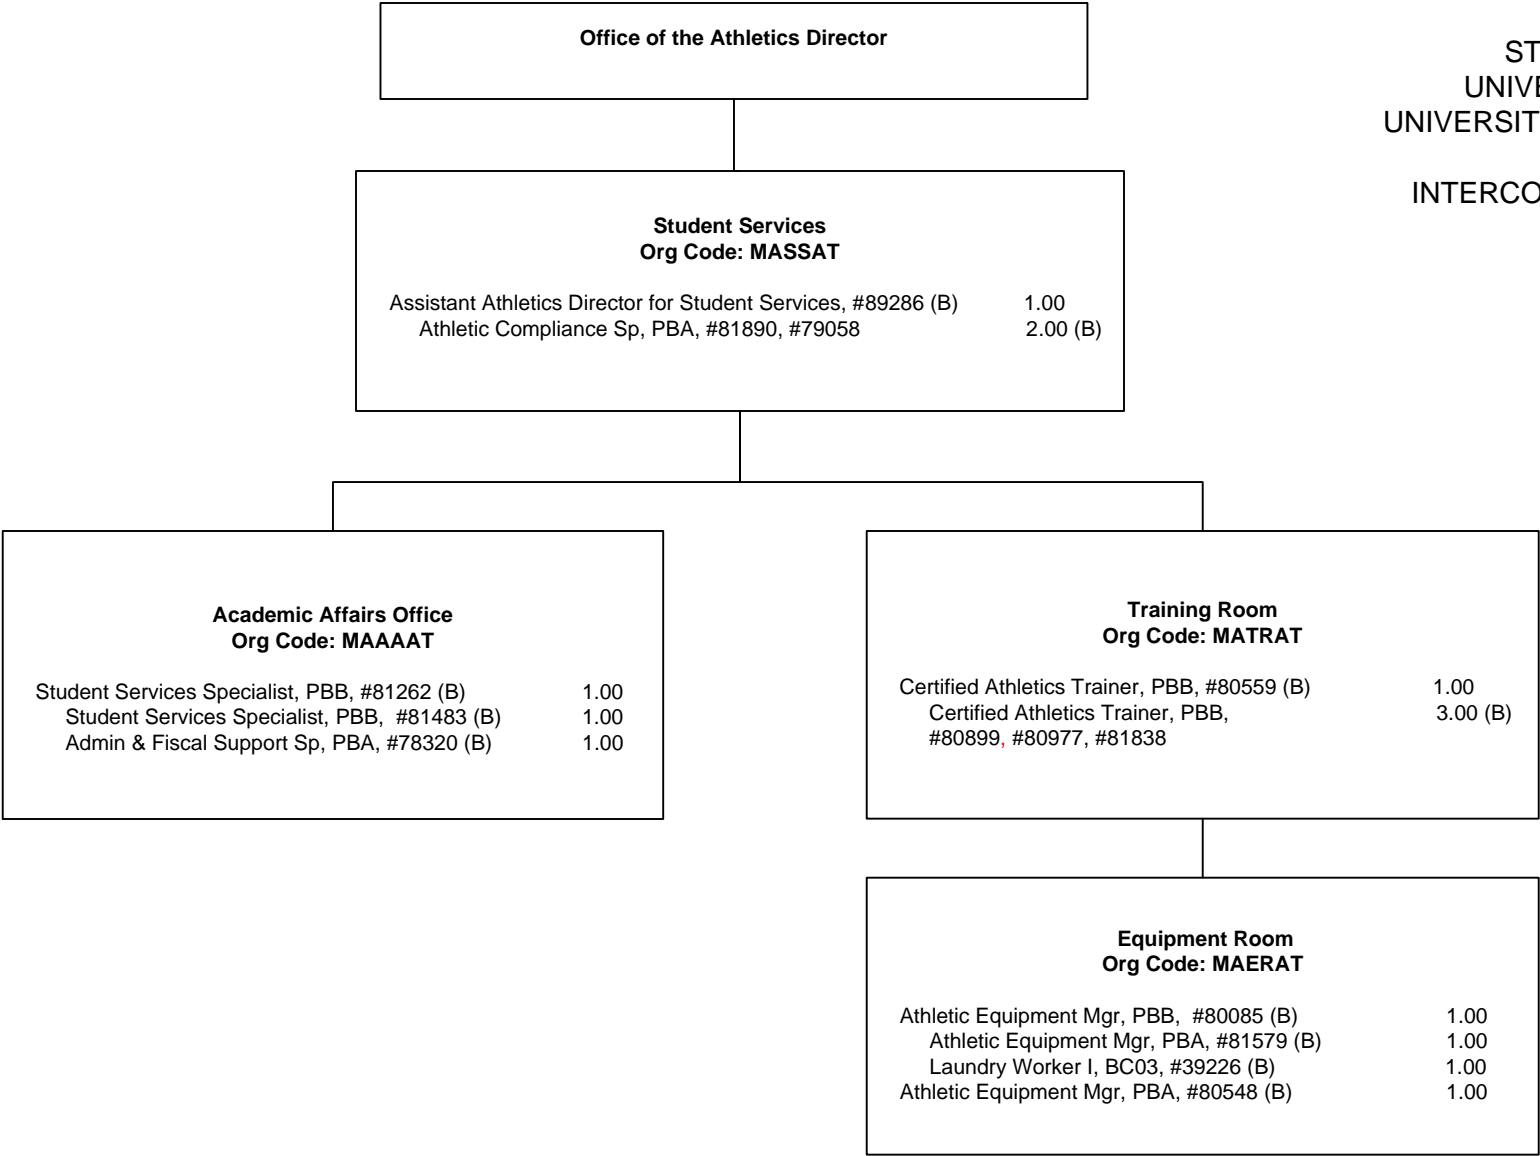 Office of the Athletics Director
ST
UNIVE
UNIVERSIT
INTERCO
Student Services
Org Code: MASSAT
Assistant Athletics Director for Student Services, #89286 (B) 1.00
Athletic Compliance Sp, PBA, #81890, #79058 2.00 (B)
Academic Affairs Office
Org Code: MAAAAT
Student Services Specialist, PBB, #81262 (B) 1.00
Student Services Specialist, PBB, #81483 (B) 1.00
Admin & Fiscal Support Sp, PBA, #78320 (B) 1.00
Training Room
Org Code: MATRAT
Certified Athletics Trainer, PBB, #80559 (B) 1.00
Certified Athletics Trainer, PBB, 3.00 (B)
#80899, #80977, #81838
Equipment Room
Org Code: MAERAT
Athletic Equipment Mgr, PBB, #80085 (B) 1.00
Athletic Equipment Mgr, PBA, #81579 (B) 1.00
Laundry Worker I, BC03, #39226 (B) 1.00
Athletic Equipment Mgr, PBA, #80548 (B) 1.00